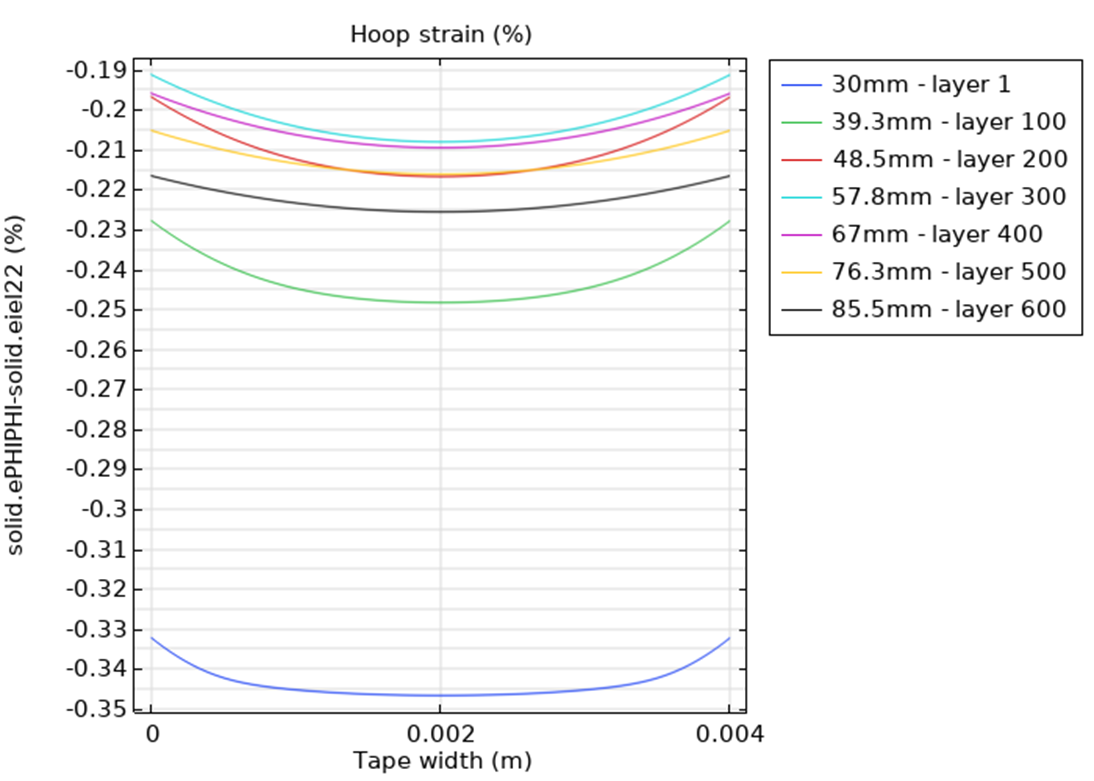 Hoop strain (%)
solid.ePHIPHI-solid.eiel22 (%)
-0.19
-0.2
-0.21
-0.22
-0.23
-0.24
-0.25
-0.26
-0.27
-0.28
-0.29
-0.3
-0.31
-0.32
-0.33
-0.34
-0.35
0
0.002
0.004
Tape width (m)
30mm - layer 1
39.3mm - layer 100
48.5mm - layer 200
57.8mm - layer 300
67mm - layer 400
76.3mm - layer 500
85.5mm - layer 600